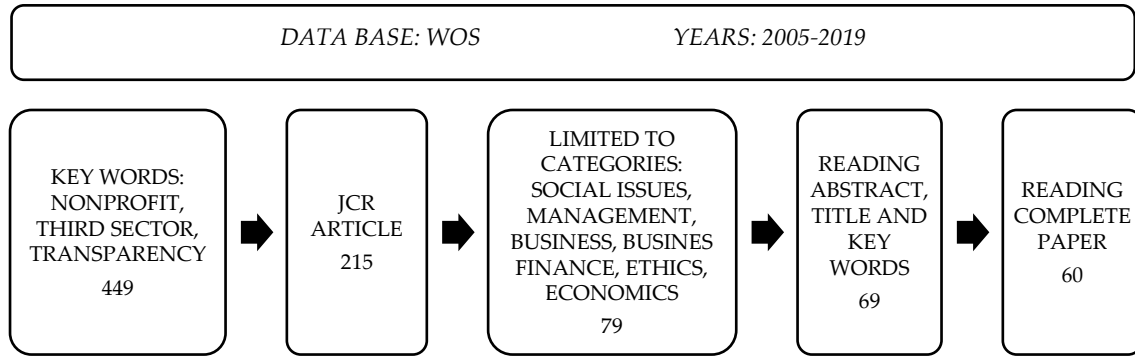 DATA BASE: WOS YEARS: 2005-2019
KEY WORDS:
NONPROFIT,
THIRD SECTOR,
TRANSPARENCY
449
JCR
ARTICLE
215
LIMITED TO
CATEGORIES:
SOCIAL ISSUES,
MANAGEMENT,
BUSINESS, BUSINES
FINANCE, ETHICS,
ECONOMICS
79
READING
ABSTRACT,
TITLE AND
KEY
WORDS
69
READING
COMPLETE
PAPER
60